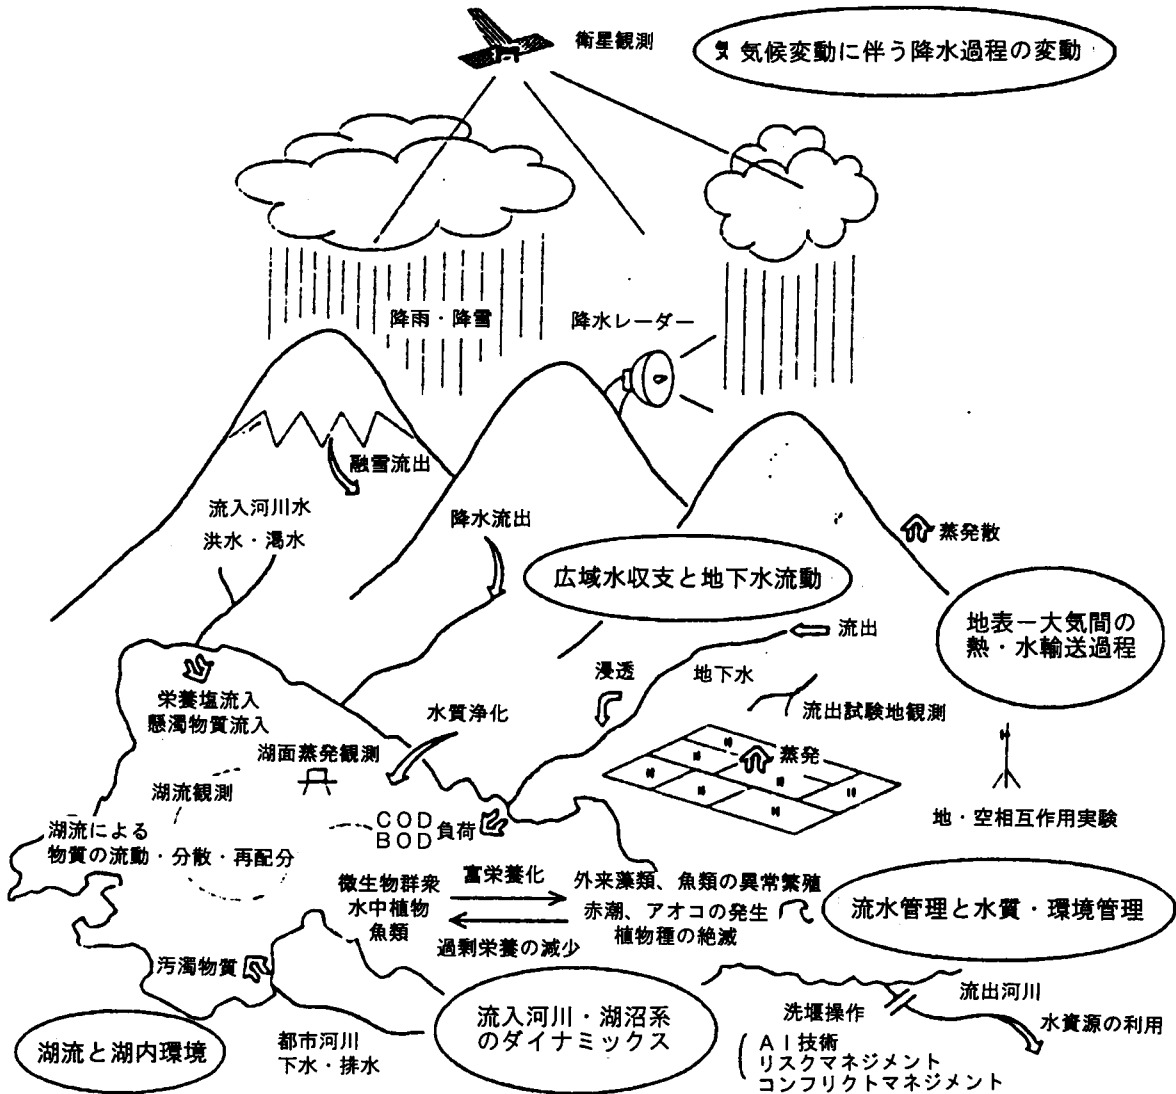 衛星観測
気候変動に伴う降水過程の変動
降雨・降雪
降水レーダー
融雪流出
流入河川水
洪水・渇水
降水流出
蒸発散
広域水収支と地下水流動
地表－大気間の
熱・水輸送過程
流出
浸透
地下水
栄養塩流入
懸濁物質流入
水質浄化
流出試験地観測
湖面蒸発観測
蒸発
湖流観測
地・空相互作用実験
COD
BOD
負荷
湖流による
物質の流動・分散・再配分
富栄養化
微生物群衆
水中植物
魚類
外来藻類、魚類の異常繁殖
赤潮、アオコの発生
植物種の絶滅
過剰栄養の減少
流水管理と水質・環境管理
汚濁物質
流入河川・湖沼系
のダイナミックス
流出河川
洗堰操作
水資源の利用
湖流と湖内環境
都市河川
下水・排水
AI技術
リスクマネジメント
コンフリクトマネジメント